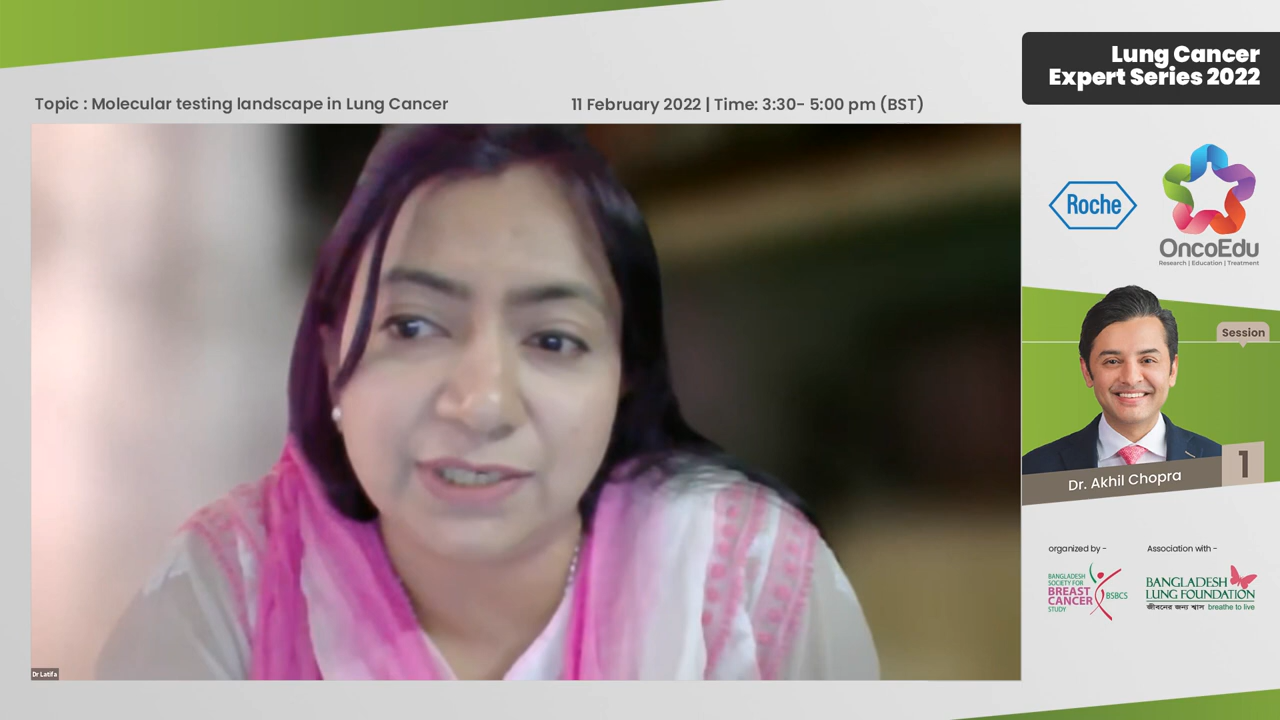 Lung Cancer
Expert Series 2022
Topic : Molecular testing landscape in Lung Cancer
11 February 2022 | Time: 3:30- 5:00 pm (BST)
Roche
OncoEdu
Research | Education | Treatment
Session
1
Dr. Akhil Chopra
organized by -
Association with -
BANGLADESH
SOCIETY FOR
BREAST
CANCER
STUDY
BSBCS
BANGLADESH
LUNG FOUNDATION
জীবনের জন্য শ্বাস breathe to live
Dr Latifa